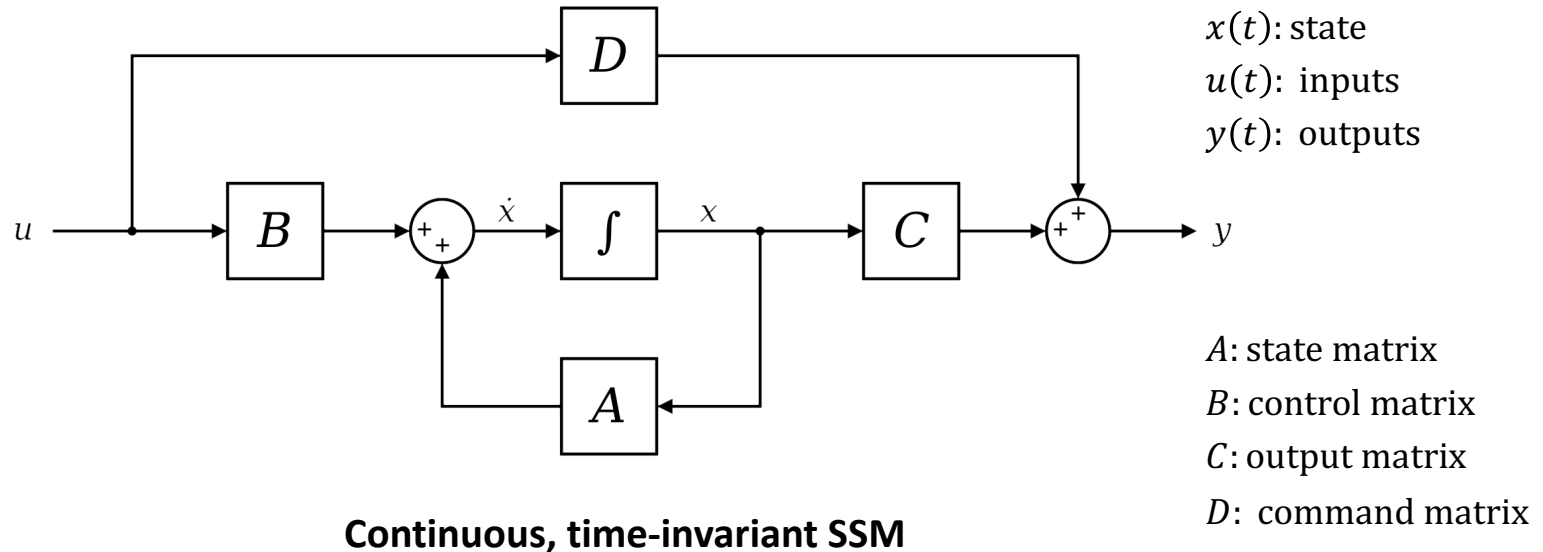 D
x(t): state
u(t): inputs
y(t): outputs
u
B
+
+
ẋ
∫
x
C
+
+
y
A
A: state matrix
B: control matrix
C: output matrix
D: command matrix
Continuous, time-invariant SSM